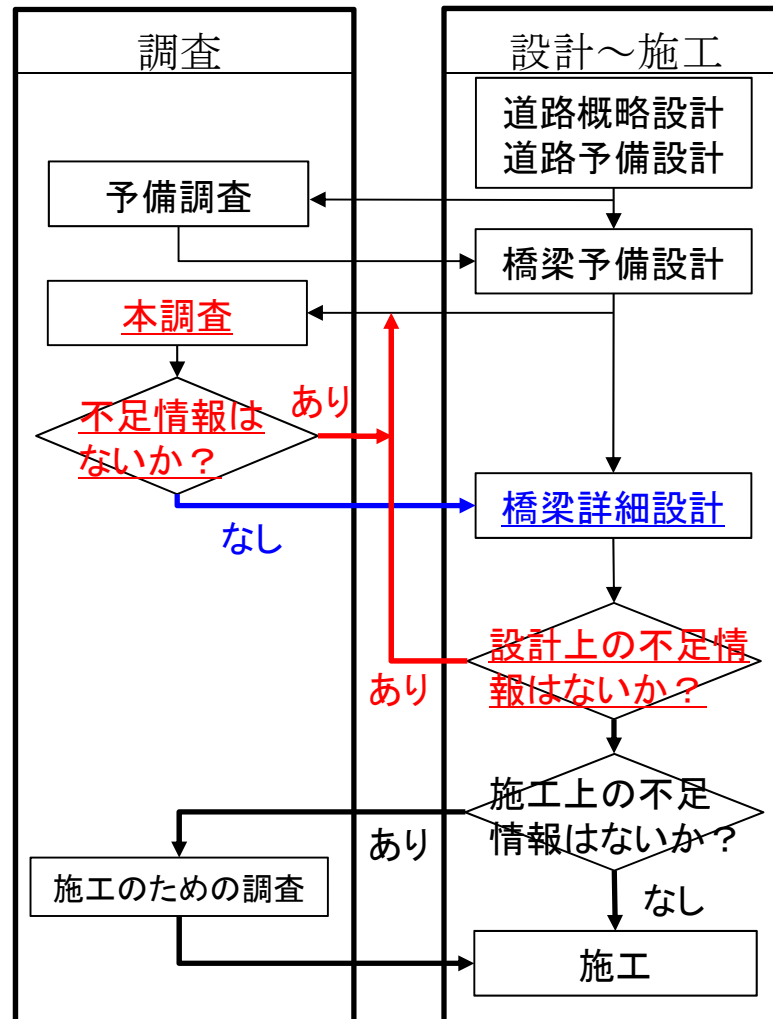 調査
設計～施工
道路概略設計
道路予備設計
予備調査
橋梁予備設計
本調査
不足情報は
ないか？
あり
なし
橋梁詳細設計
設計上の不足情
報はないか？
あり
施工上の不足
情報はないか？
あり
施工のための調査
なし
施工